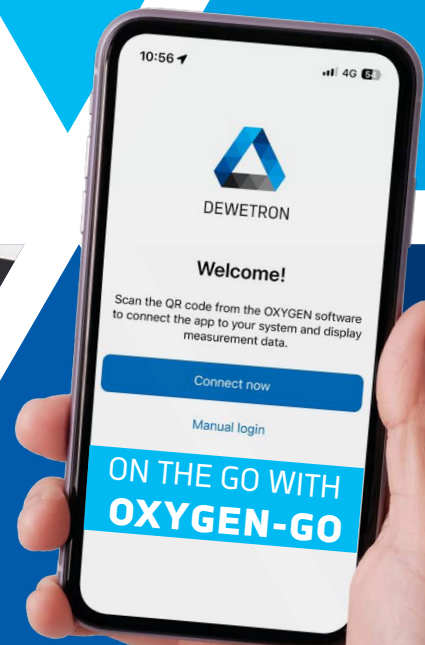 10:56
4G 54
DEWETRON
Welcome!
Scan the QR code from the OXYGEN software
to connect the app to your system and display
measurement data.
Connect now
Manual login
ON THE GO WITH
OXYGEN-GO